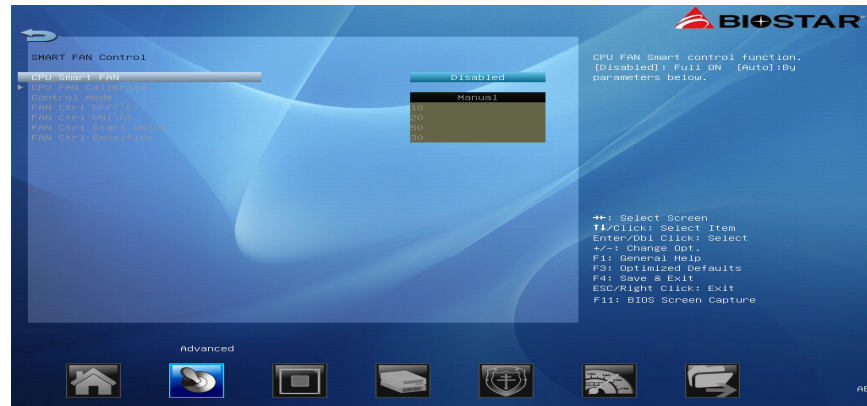 BIOSTAR
SMART FAN Control
CPU Smart FAN Disabled
CPU FAN Calibrate
Control Mode Manual
FAN Ctrl OFF(°C) 10
FAN Ctrl ON(°C) 20
FAN Ctrl Start Value 50
FAN Ctrl Sensitive 30
CPU FAN Smart control function.
[Disabled]: Full ON [Auto]:By
parameters below.
→←: Select Screen
↑↓/Click: Select Item
Enter/Dbl Click: Select
+/-: Change Opt.
F1: General Help
F3: Optimized Defaults
F4: Save & Exit
ESC/Right Click: Exit
F11: BIOS Screen Capture
Advanced